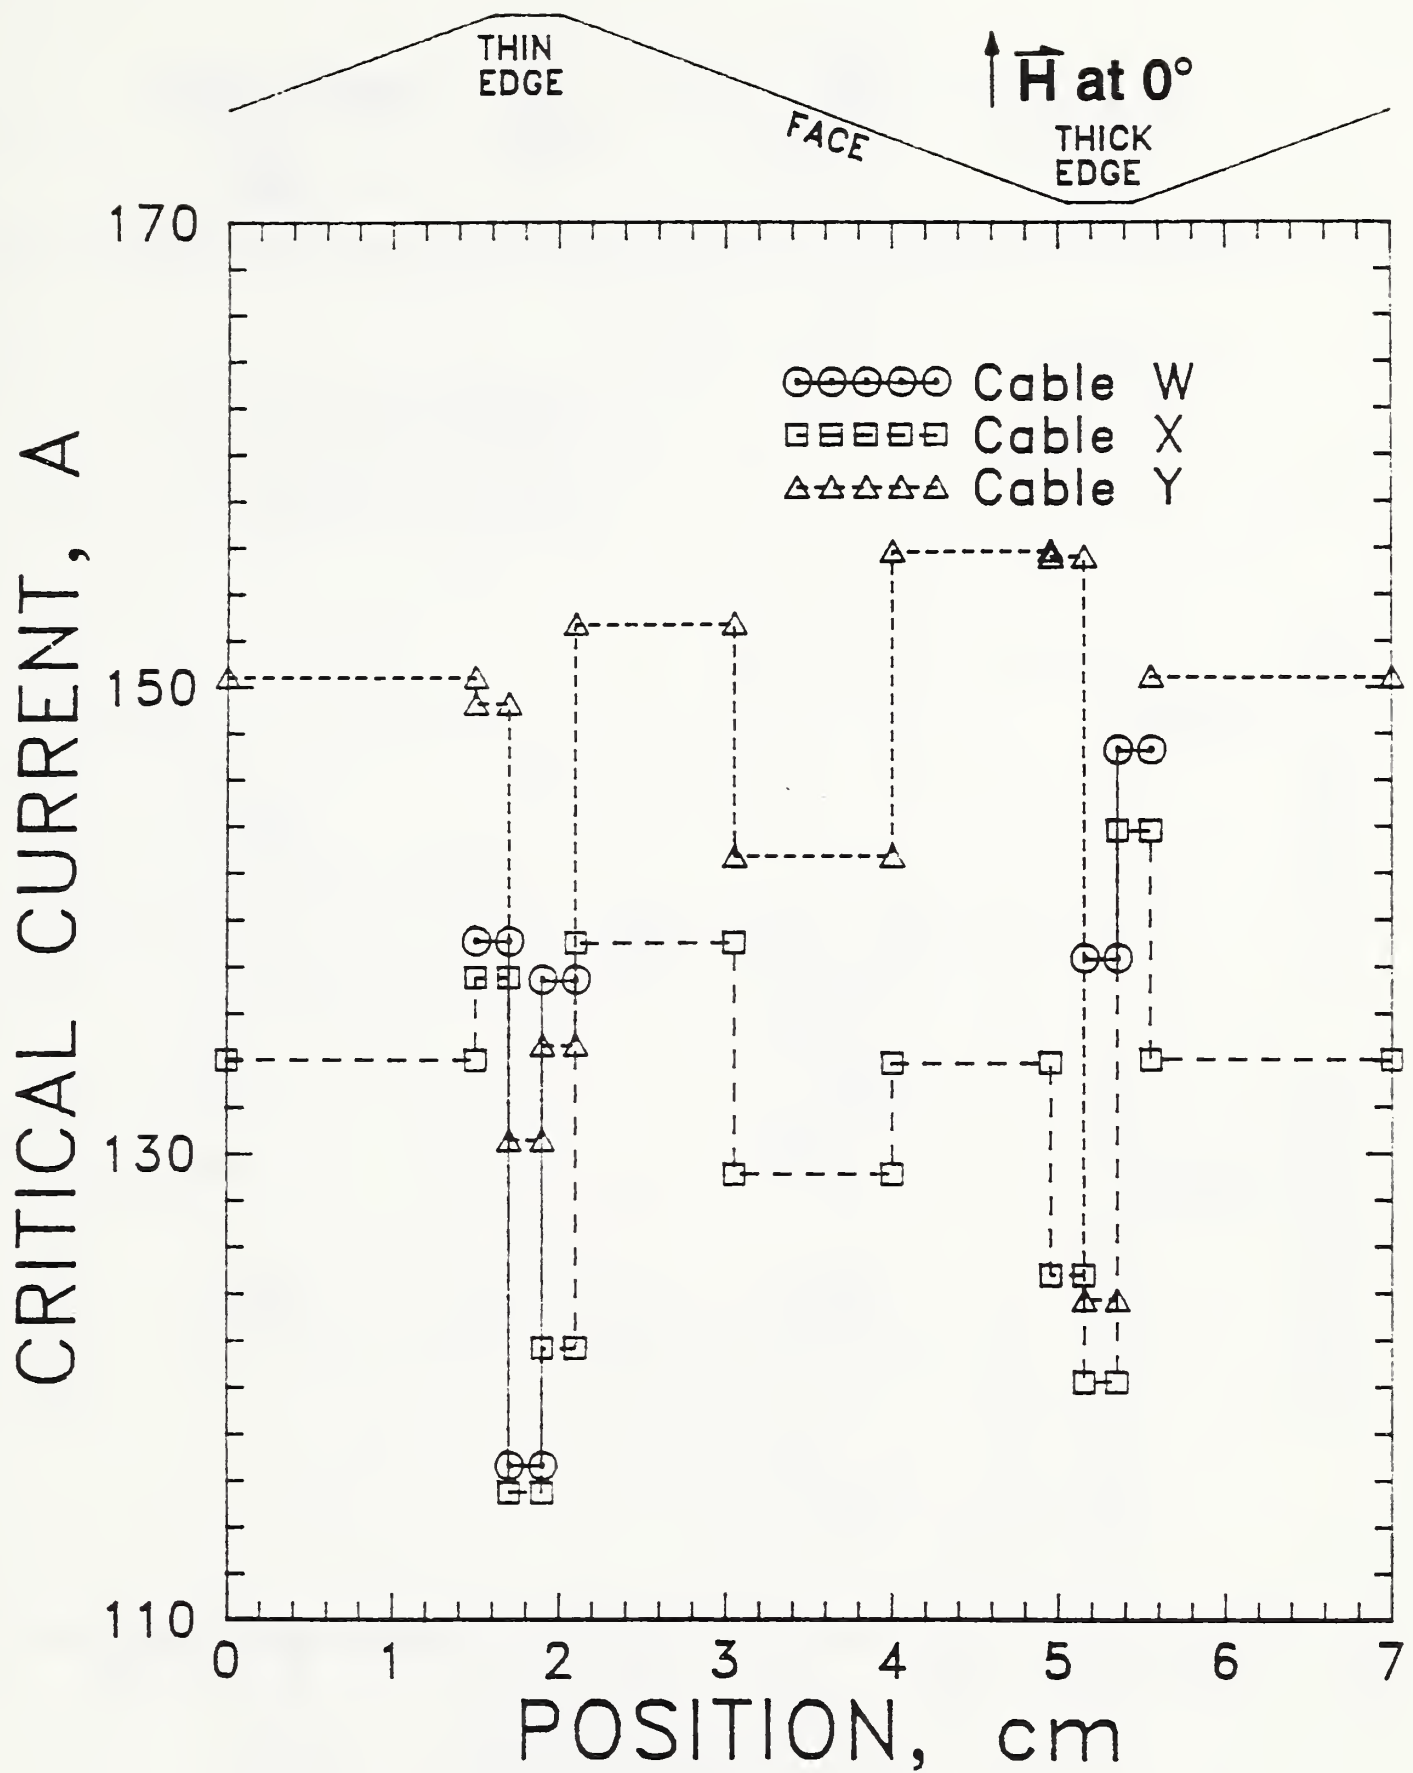 THIN
EDGE
H at 0°
FACE
THICK
EDGE
170
150
130
110
CRITICAL CURRENT, A
Cable W
Cable X
Cable Y
0 1 2 3 4 5 6 7
POSITION, cm